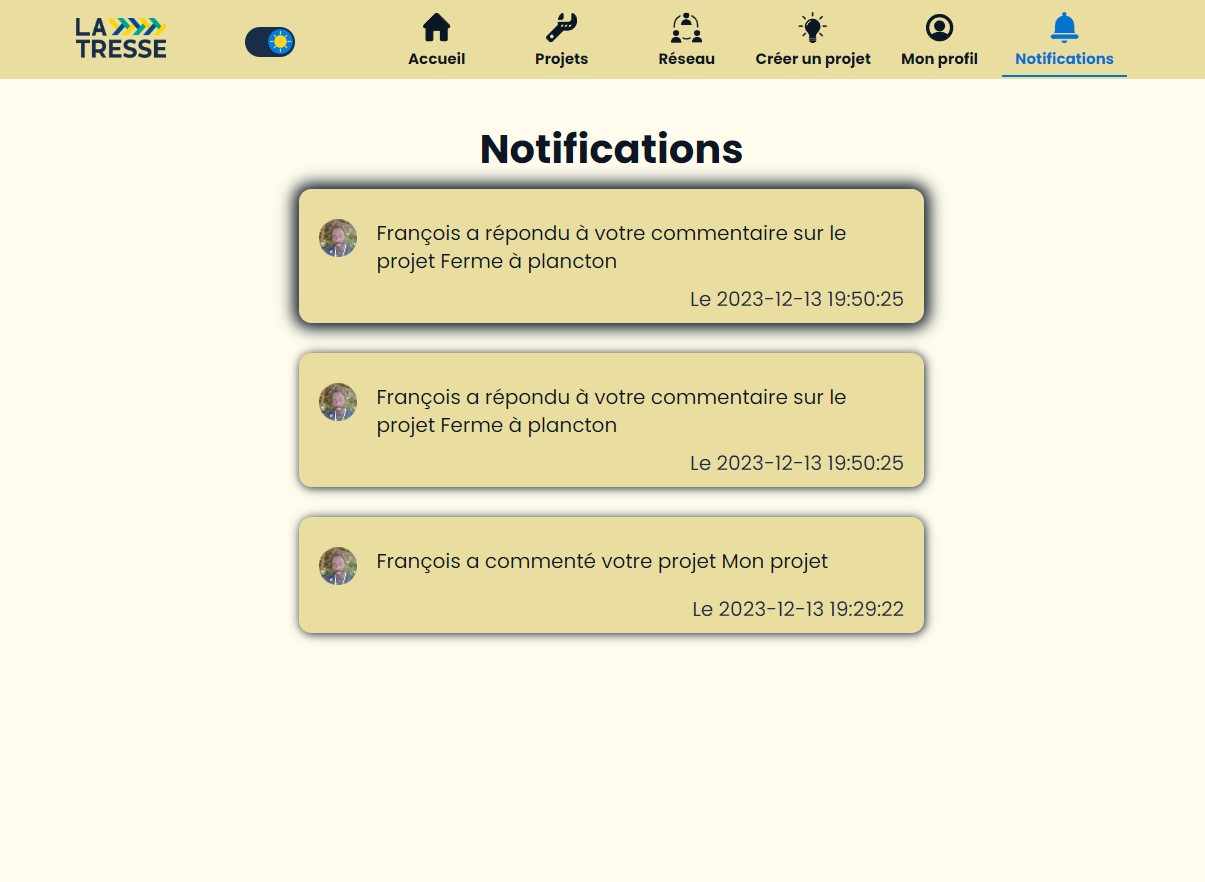 LA
TRESSE
Accueil
Projets
Réseau
Créer un projet
Mon profil
Notifications
Notifications
François a répondu à votre commentaire sur le
projet Ferme à plancton
Le 2023-12-13 19:50:25
François a répondu à votre commentaire sur le
projet Ferme à plancton
Le 2023-12-13 19:50:25
François a commenté votre projet Mon projet
Le 2023-12-13 19:29:22